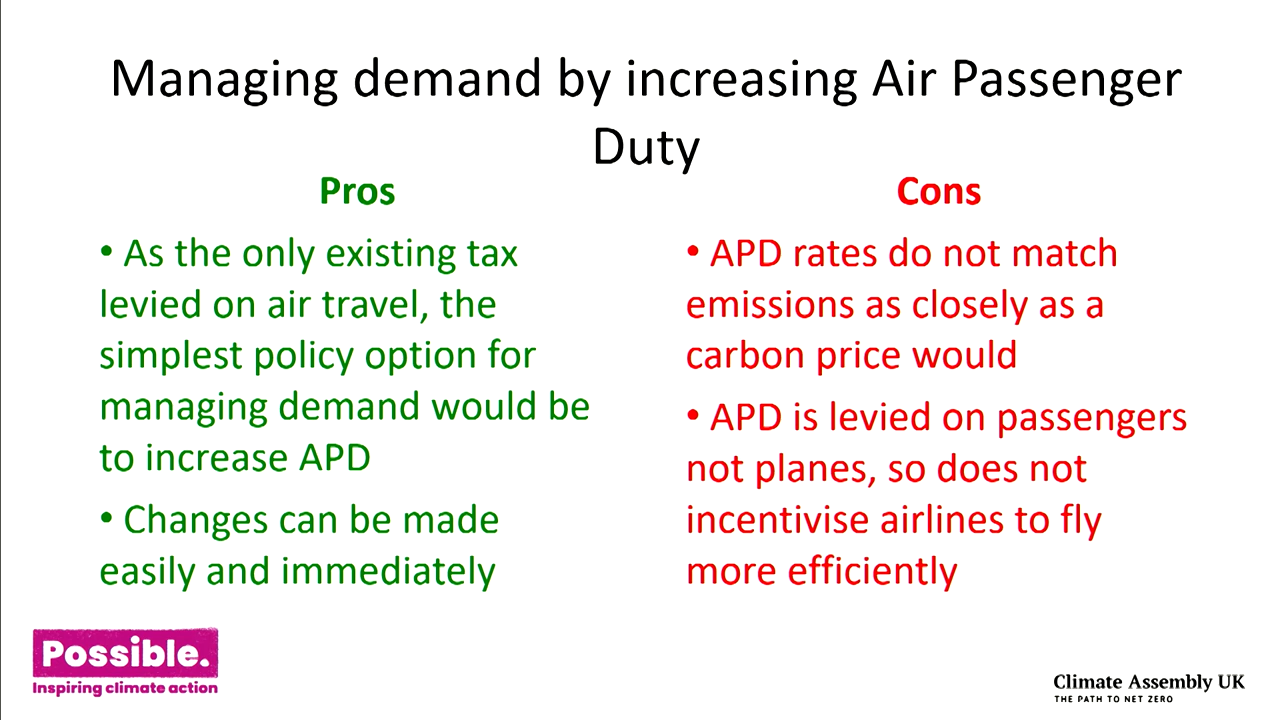 Managing demand by increasing Air Passenger
Duty
Pros
• As the only existing tax
levied on air travel, the
simplest policy option for
managing demand would be
to increase APD
• Changes can be made
easily and immediately
Cons
• APD rates do not match
emissions as closely as a
carbon price would
• APD is levied on passengers
not planes, so does not
incentivise airlines to fly
more efficiently
Possible.
Inspiring climate action
Climate Assembly UK
THE PATH TO NET ZERO